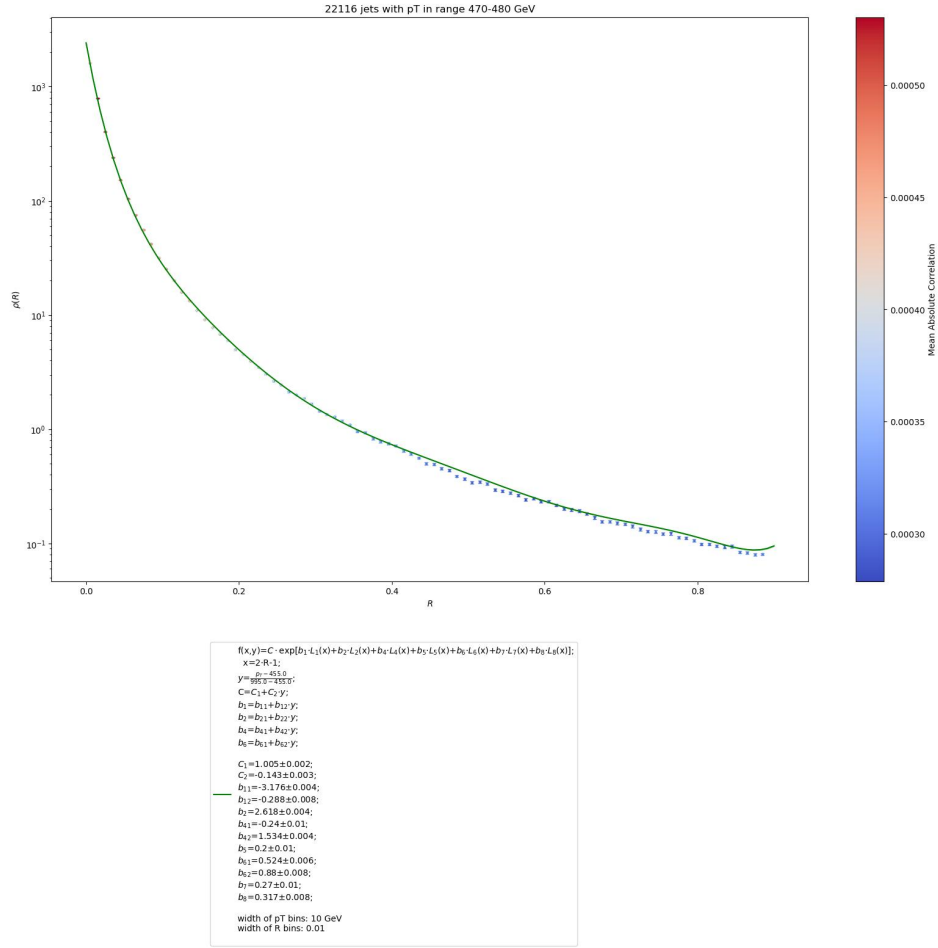 22116 jets with pT in range 470-480 GeV
10³
10²
10¹
10⁰
10⁻¹
ρ(R)
0.0 0.2 0.4 0.6 0.8
R
0.00050
0.00045
0.00040
0.00035
0.00030
Mean Absolute Correlation
f(x,y)=C · exp[b₁·L₁(x)+b₂·L₂(x)+b₄·L₄(x)+b₅·L₅(x)+b₆·L₆(x)+b₇·L₇(x)+b₈·L₈(x)];
x=2·R-1;
y=(p_T − 455.0)/(995.0 − 455.0);
C=C₁+C₂·y;
b₁=b₁₁+b₁₂·y;
b₂=b₂₁+b₂₂·y;
b₄=b₄₁+b₄₂·y;
b₆=b₆₁+b₆₂·y;
C₁=1.005±0.002;
C₂=-0.143±0.003;
b₁₁=-3.176±0.004;
b₁₂=-0.288±0.008;
b₂=2.618±0.004;
b₄₁=-0.24±0.01;
b₄₂=1.534±0.004;
b₅=0.2±0.01;
b₆₁=0.524±0.006;
b₆₂=0.88±0.008;
b₇=0.27±0.01;
b₈=0.317±0.008;
width of pT bins: 10 GeV
width of R bins: 0.01